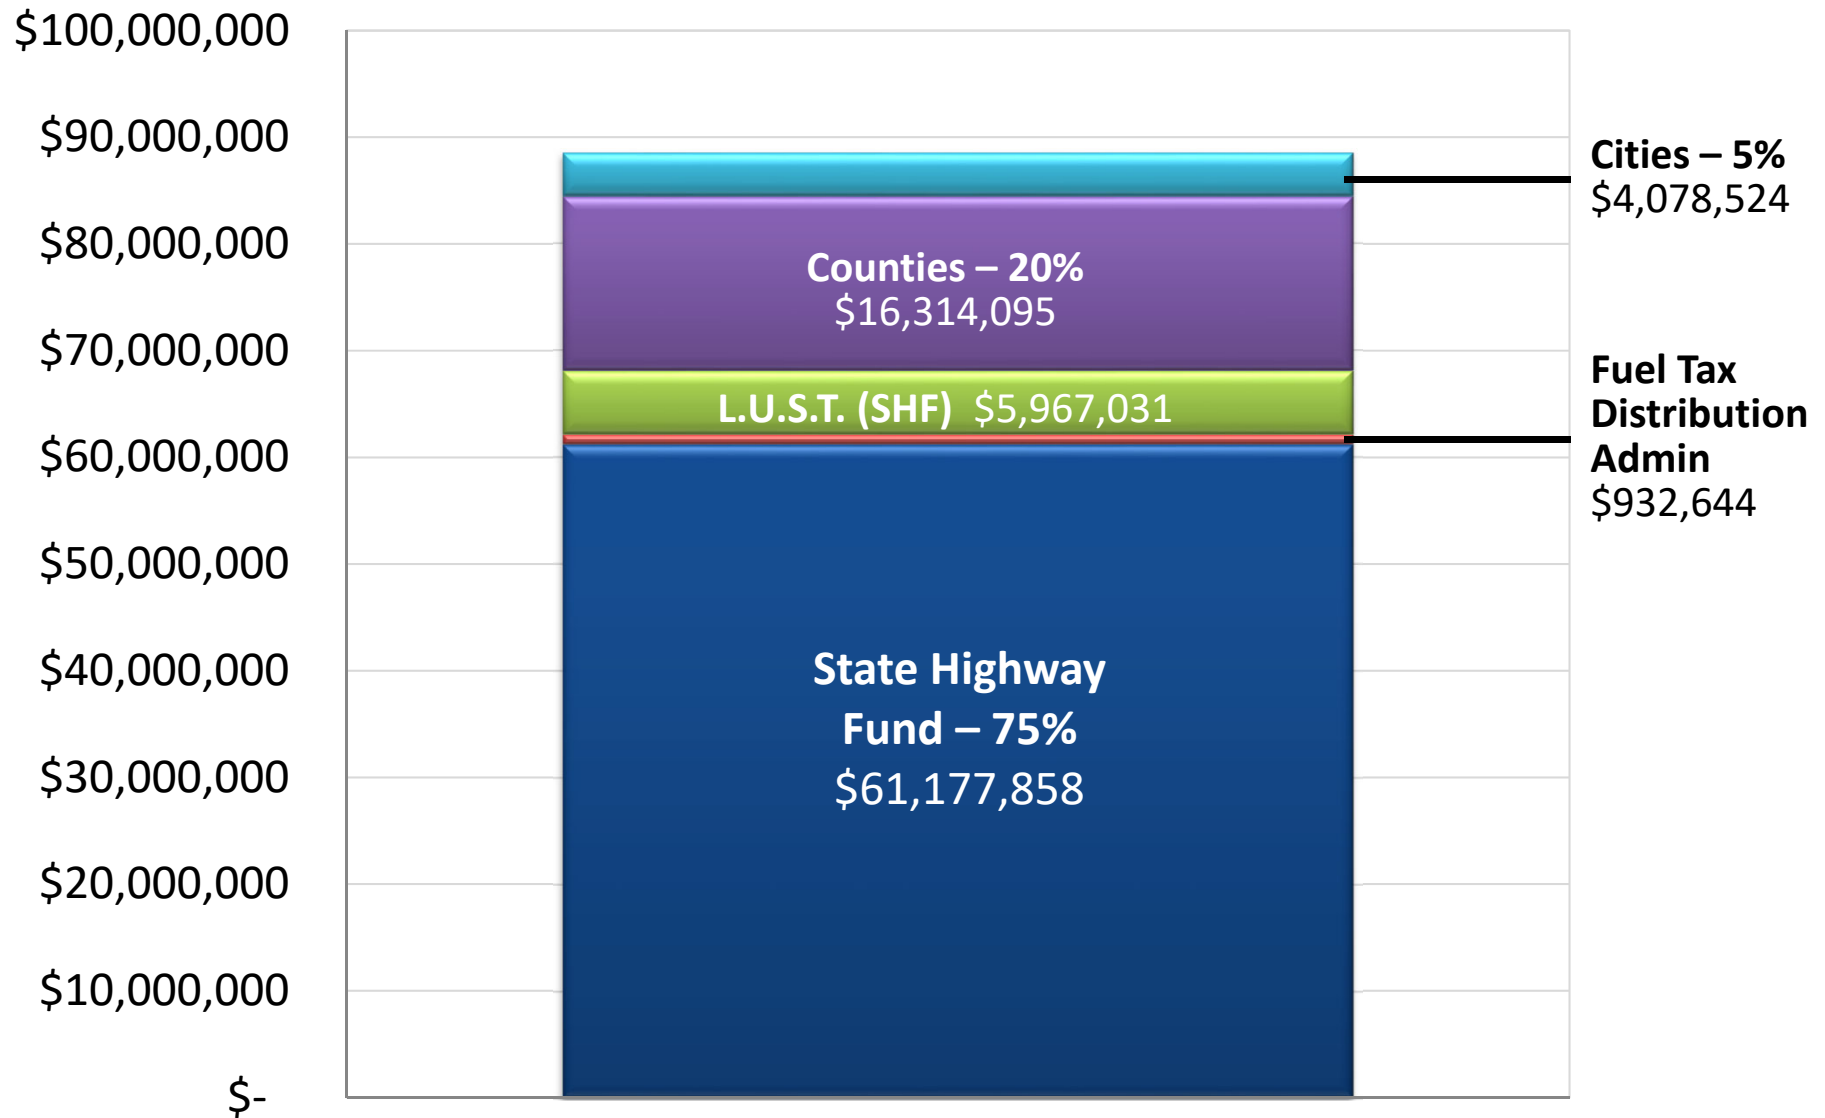 $100,000,000
$90,000,000
$80,000,000
$70,000,000
$60,000,000
$50,000,000
$40,000,000
$30,000,000
$20,000,000
$10,000,000
$-
Cities – 5%
$4,078,524
Counties – 20%
$16,314,095
L.U.S.T. (SHF) $5,967,031
Fuel Tax
Distribution
Admin
$932,644
State Highway
Fund – 75%
$61,177,858